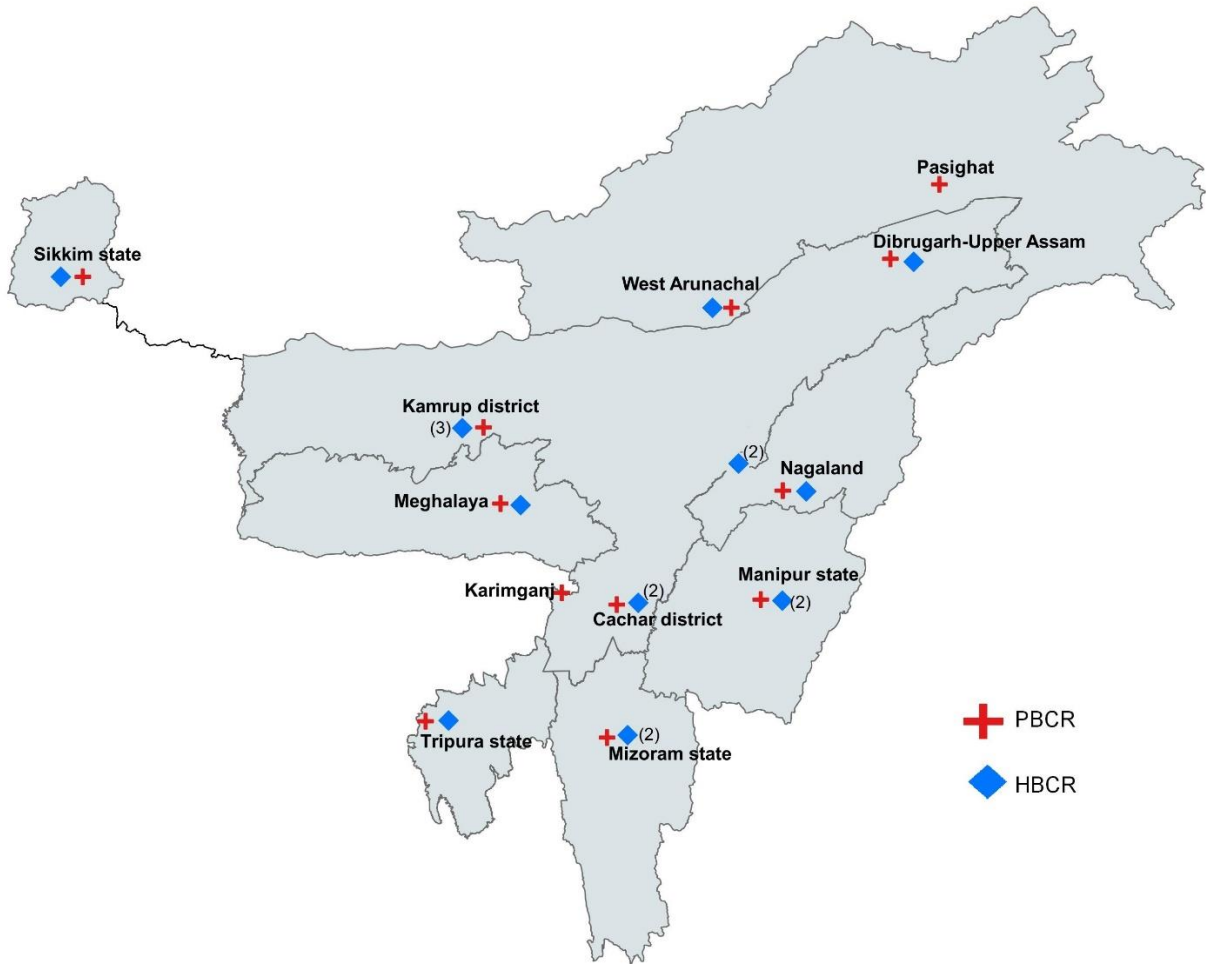 Pasighat
Dibrugarh-Upper Assam
Sikkim state
West Arunachal
Kamrup district
(3)
(2)
Nagaland
Meghalaya
Manipur state
(2)
Karimganj
(2)
Cachar district
PBCR
Tripura state
(2)
Mizoram state
HBCR